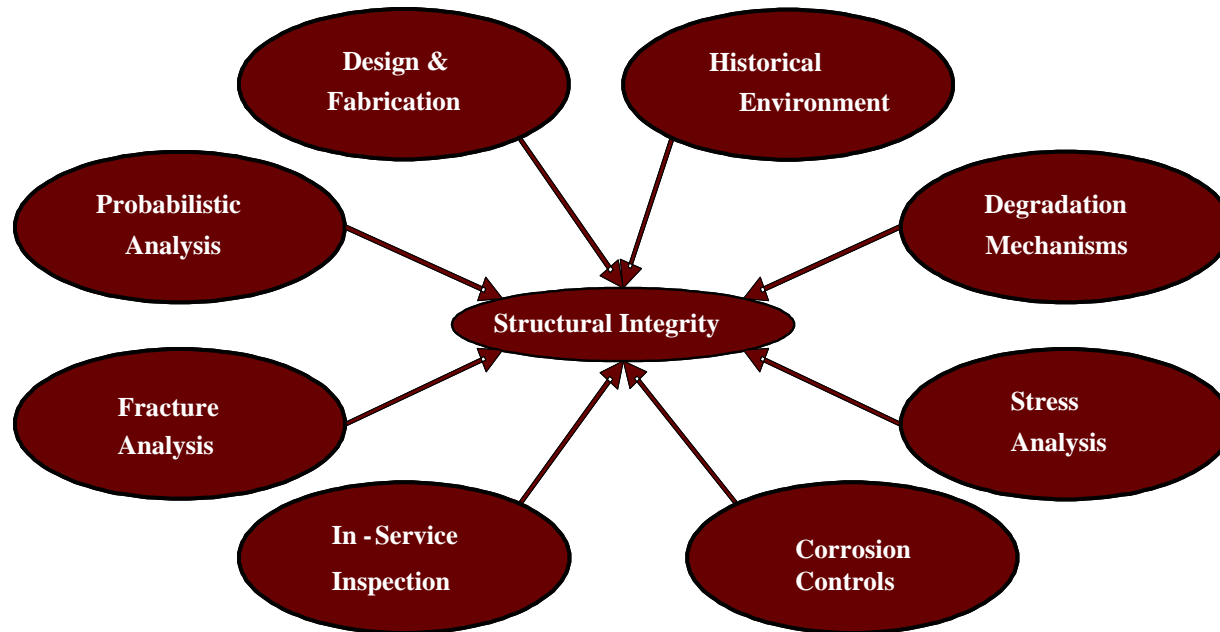 Design &
Fabrication
Historical
Environment
Probabilistic
Analysis
Degradation
Mechanisms
Structural Integrity
Fracture
Analysis
Stress
Analysis
In - Service
Inspection
Corrosion
Controls